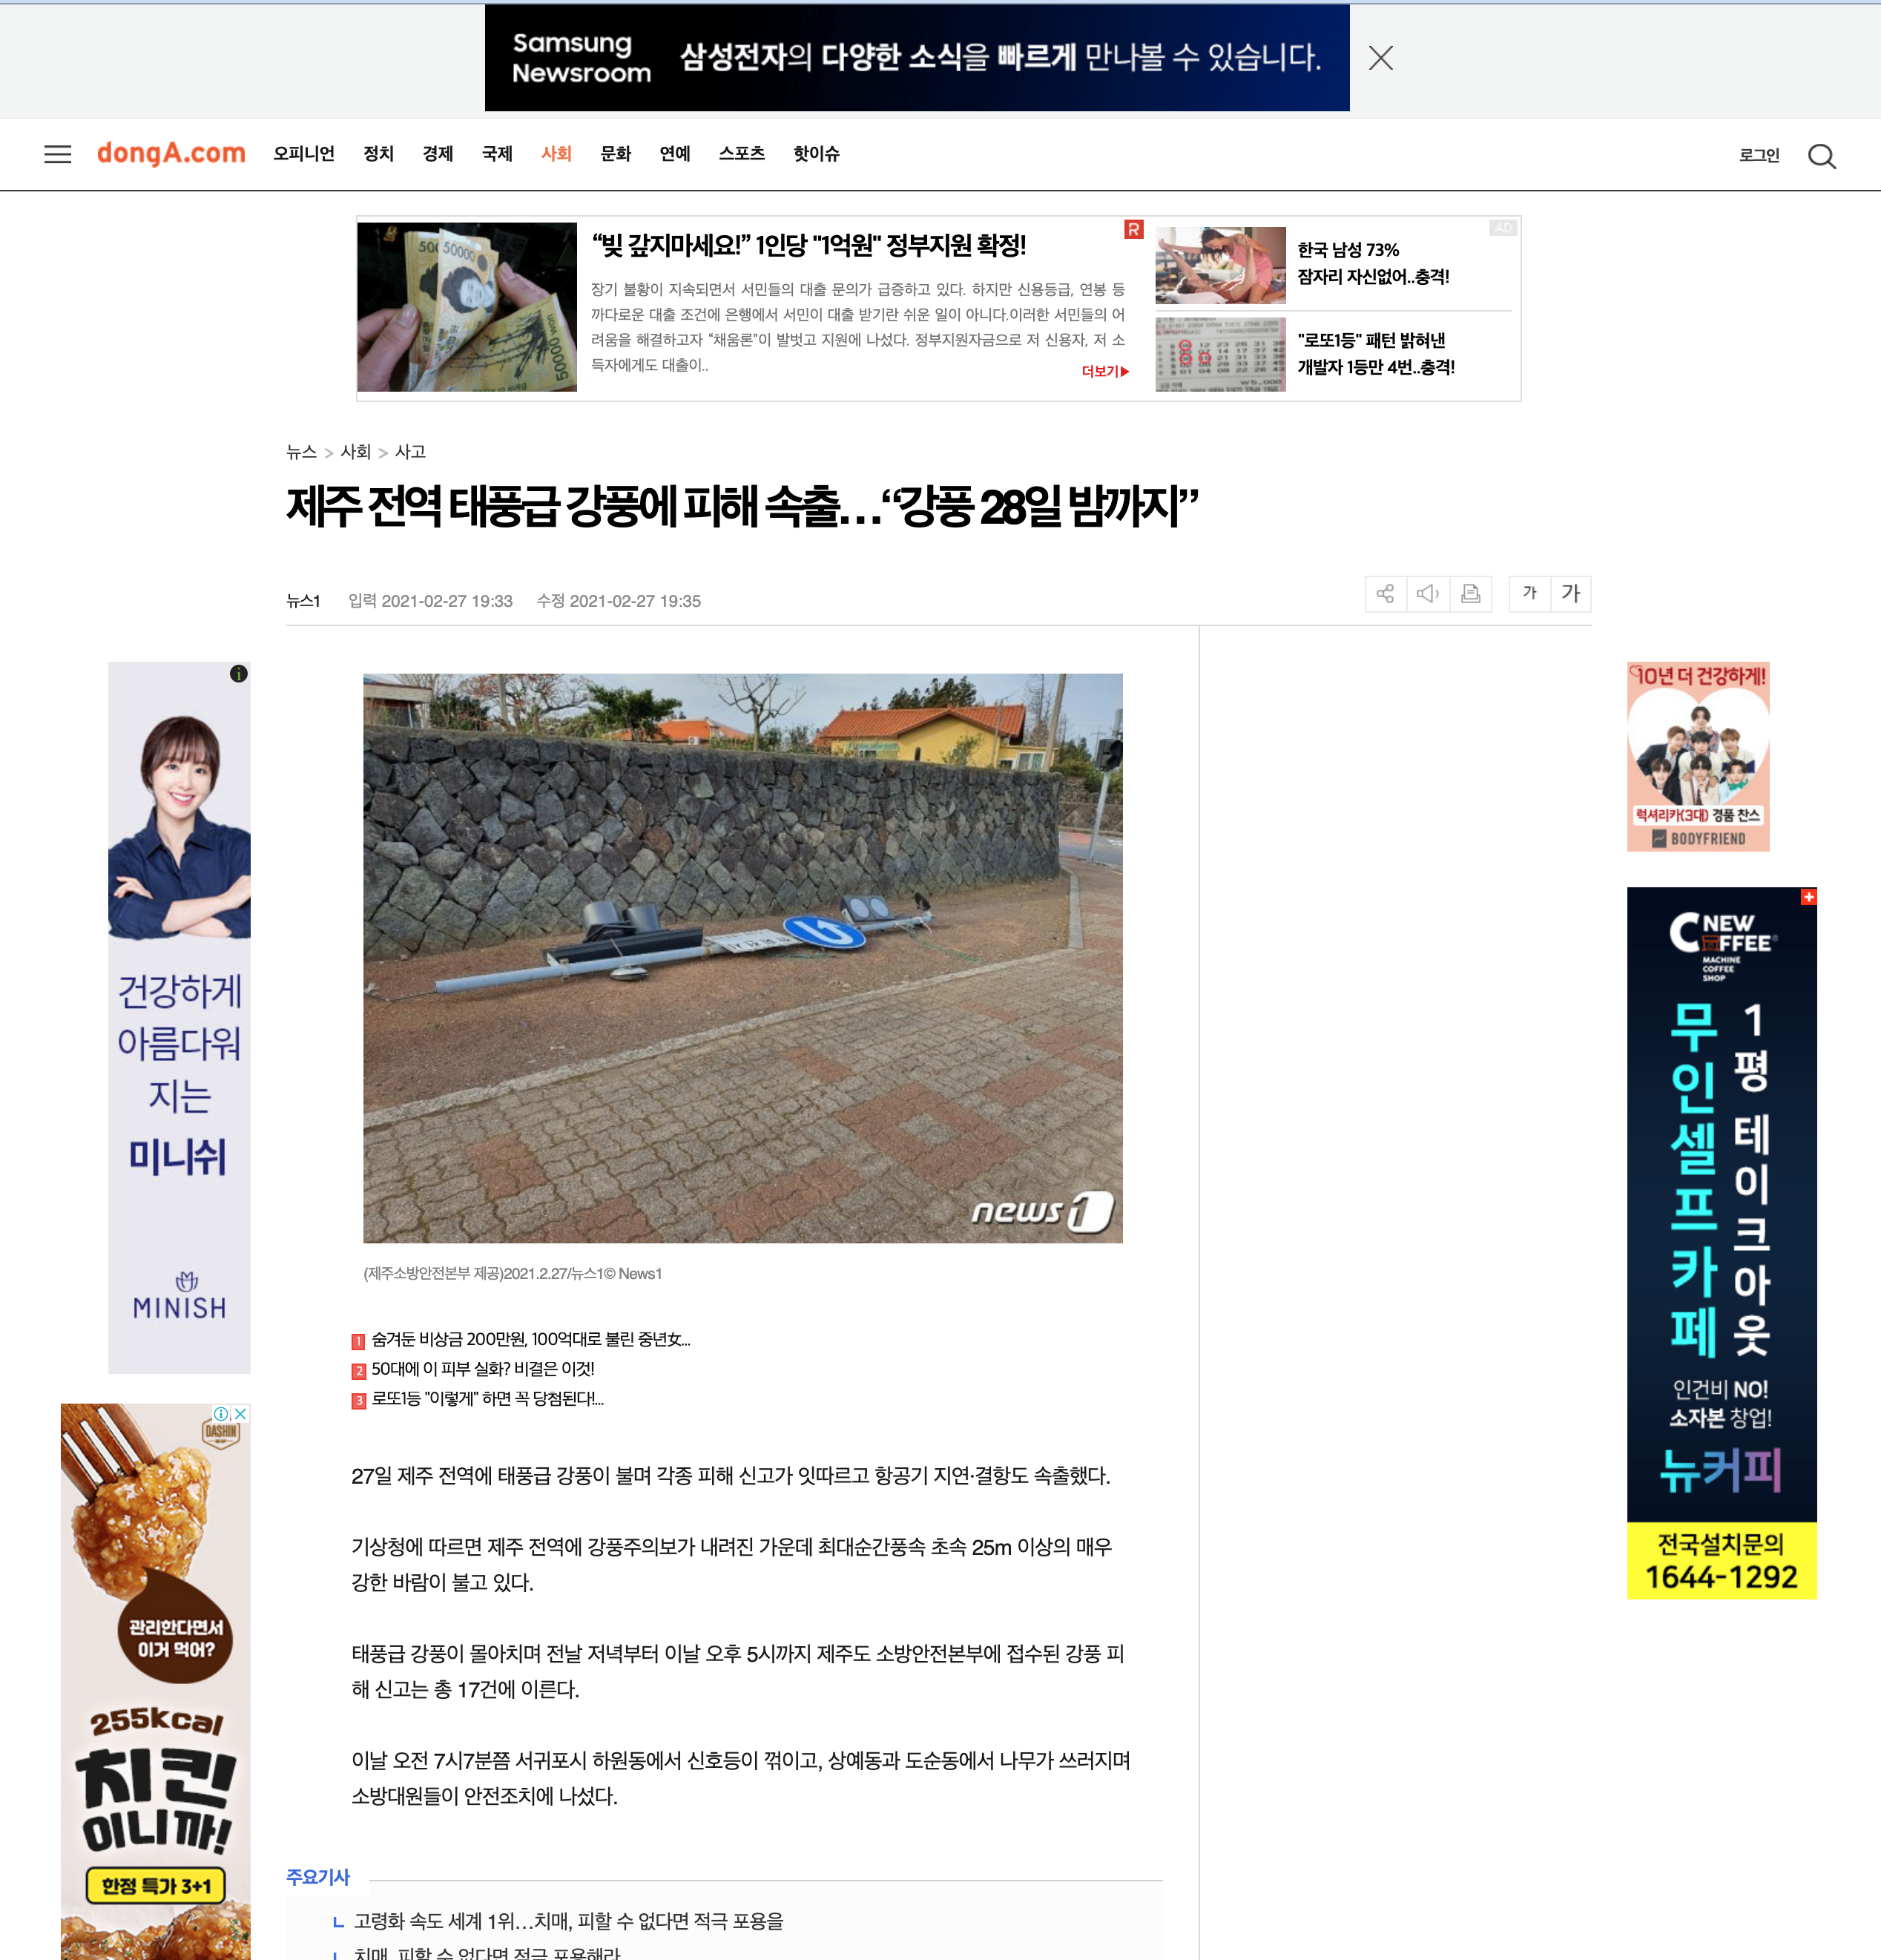 Samsung
Newsroom
삼성전자의 다양한 소식을 빠르게 만나볼 수 있습니다.
dongA.com
오피니언 정치 경제 국제 사회 문화 연예 스포츠 핫이슈
로그인
“빚 갚지마세요!” 1인당 "1억원" 정부지원 확정!
장기 불황이 지속되면서 서민들의 대출 문의가 급증하고 있다. 하지만 신용등급, 연봉 등
까다로운 대출 조건에 은행에서 서민이 대출 받기란 쉬운 일이 아니다.이러한 서민들의 어
려움을 해결하고자 “채움론”이 발벗고 지원에 나섰다. 정부지원자금으로 저 신용자, 저 소
득자에게도 대출이..
더보기▶
R
AD
한국 남성 73%
잠자리 자신없어..충격!
"로또1등" 패턴 밝혀낸
개발자 1등만 4번..충격!
뉴스 > 사회 > 사고
제주 전역 태풍급 강풍에 피해 속출…“강풍 28일 밤까지”
뉴스1 입력 2021-02-27 19:33 수정 2021-02-27 19:35
가 가
news1
(제주소방안전본부 제공)2021.2.27/뉴스1© News1
1 숨겨둔 비상금 200만원, 100억대로 불린 중년女...
2 50대에 이 피부 실화? 비결은 이것!
3 로또1등 "이렇게" 하면 꼭 당첨된다!...
27일 제주 전역에 태풍급 강풍이 불며 각종 피해 신고가 잇따르고 항공기 지연·결항도 속출했다.
기상청에 따르면 제주 전역에 강풍주의보가 내려진 가운데 최대순간풍속 초속 25m 이상의 매우
강한 바람이 불고 있다.
태풍급 강풍이 몰아치며 전날 저녁부터 이날 오후 5시까지 제주도 소방안전본부에 접수된 강풍 피
해 신고는 총 17건에 이른다.
이날 오전 7시7분쯤 서귀포시 하원동에서 신호등이 꺾이고, 상예동과 도순동에서 나무가 쓰러지며
소방대원들이 안전조치에 나섰다.
주요기사
고령화 속도 세계 1위…치매, 피할 수 없다면 적극 포용을
치매, 피할 수 없다면 적극 포용해라
건강하게
아름다워
지는
미니쉬
MINISH
DASHIN
관리한다면서
이거 먹어?
255kcal
치킨
이니까!
한정 특가 3+1
10년 더 건강하게!
럭셔리카(3대) 경품 찬스
BODYFRIEND
NEW
COFFEE
MACHINE
COFFEE
SHOP
1평 테이크아웃
무인셀프카페
인건비 NO!
소자본 창업!
뉴커피
전국설치문의
1644-1292